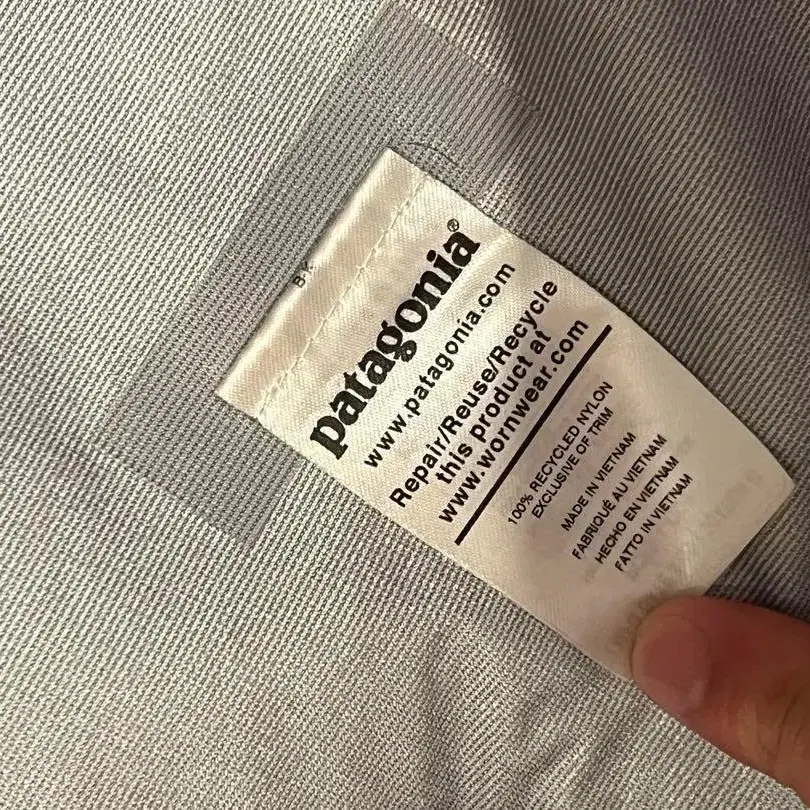 patagonia®
www.patagonia.com
Repair/Reuse/Recycle
this product at
www.wornwear.com
100% RECYCLED NYLON
EXCLUSIVE OF TRIM
MADE IN VIETNAM
FABRIQUÉ AU VIETNAM
HECHO EN VIETNAM
FATTO IN VIETNAM